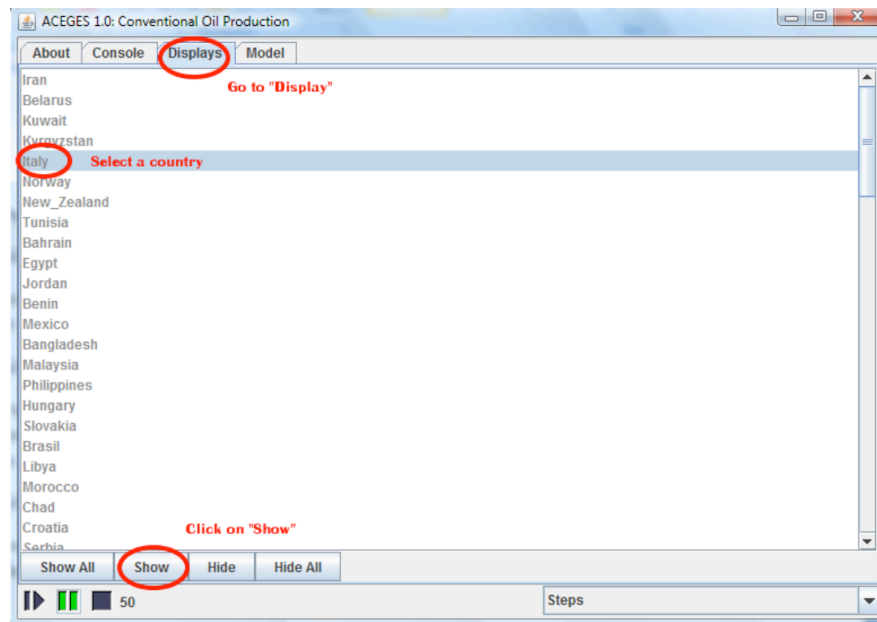 ACEGES 1.0: Conventional Oil Production
About Console Displays Model
Iran
Go to "Display"
Belarus
Kuwait
Kyrgyzstan
Italy Select a country
Norway
New_Zealand
Tunisia
Bahrain
Egypt
Jordan
Benin
Mexico
Bangladesh
Malaysia
Philippines
Hungary
Slovakia
Brasil
Libya
Morocco
Chad
Croatia Click on "Show"
Serbia
Show All Show Hide Hide All
50 Steps